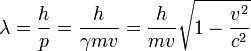 λ = h/p = h/(γmv) = h/(mv) √(1 − v²/c²)